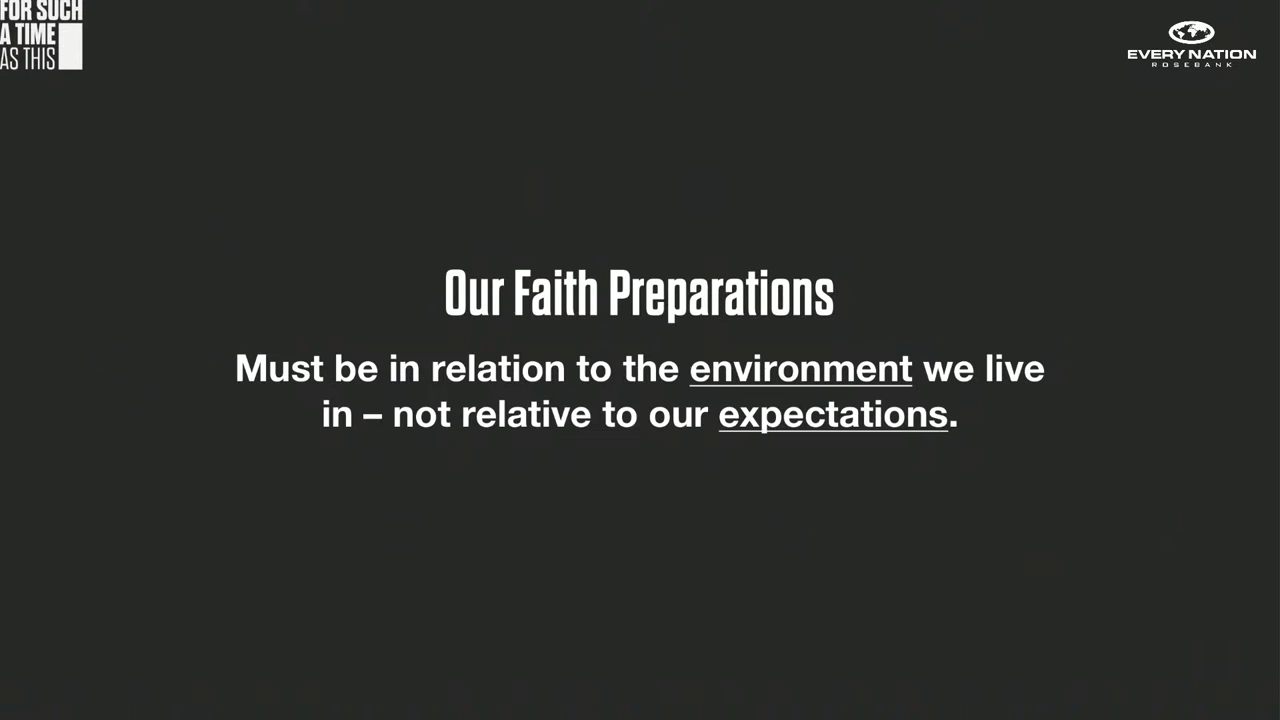 FOR SUCH
A TIME
AS THIS
EVERY NATION
ROSEBANK
Our Faith Preparations
Must be in relation to the environment we live
in – not relative to our expectations.